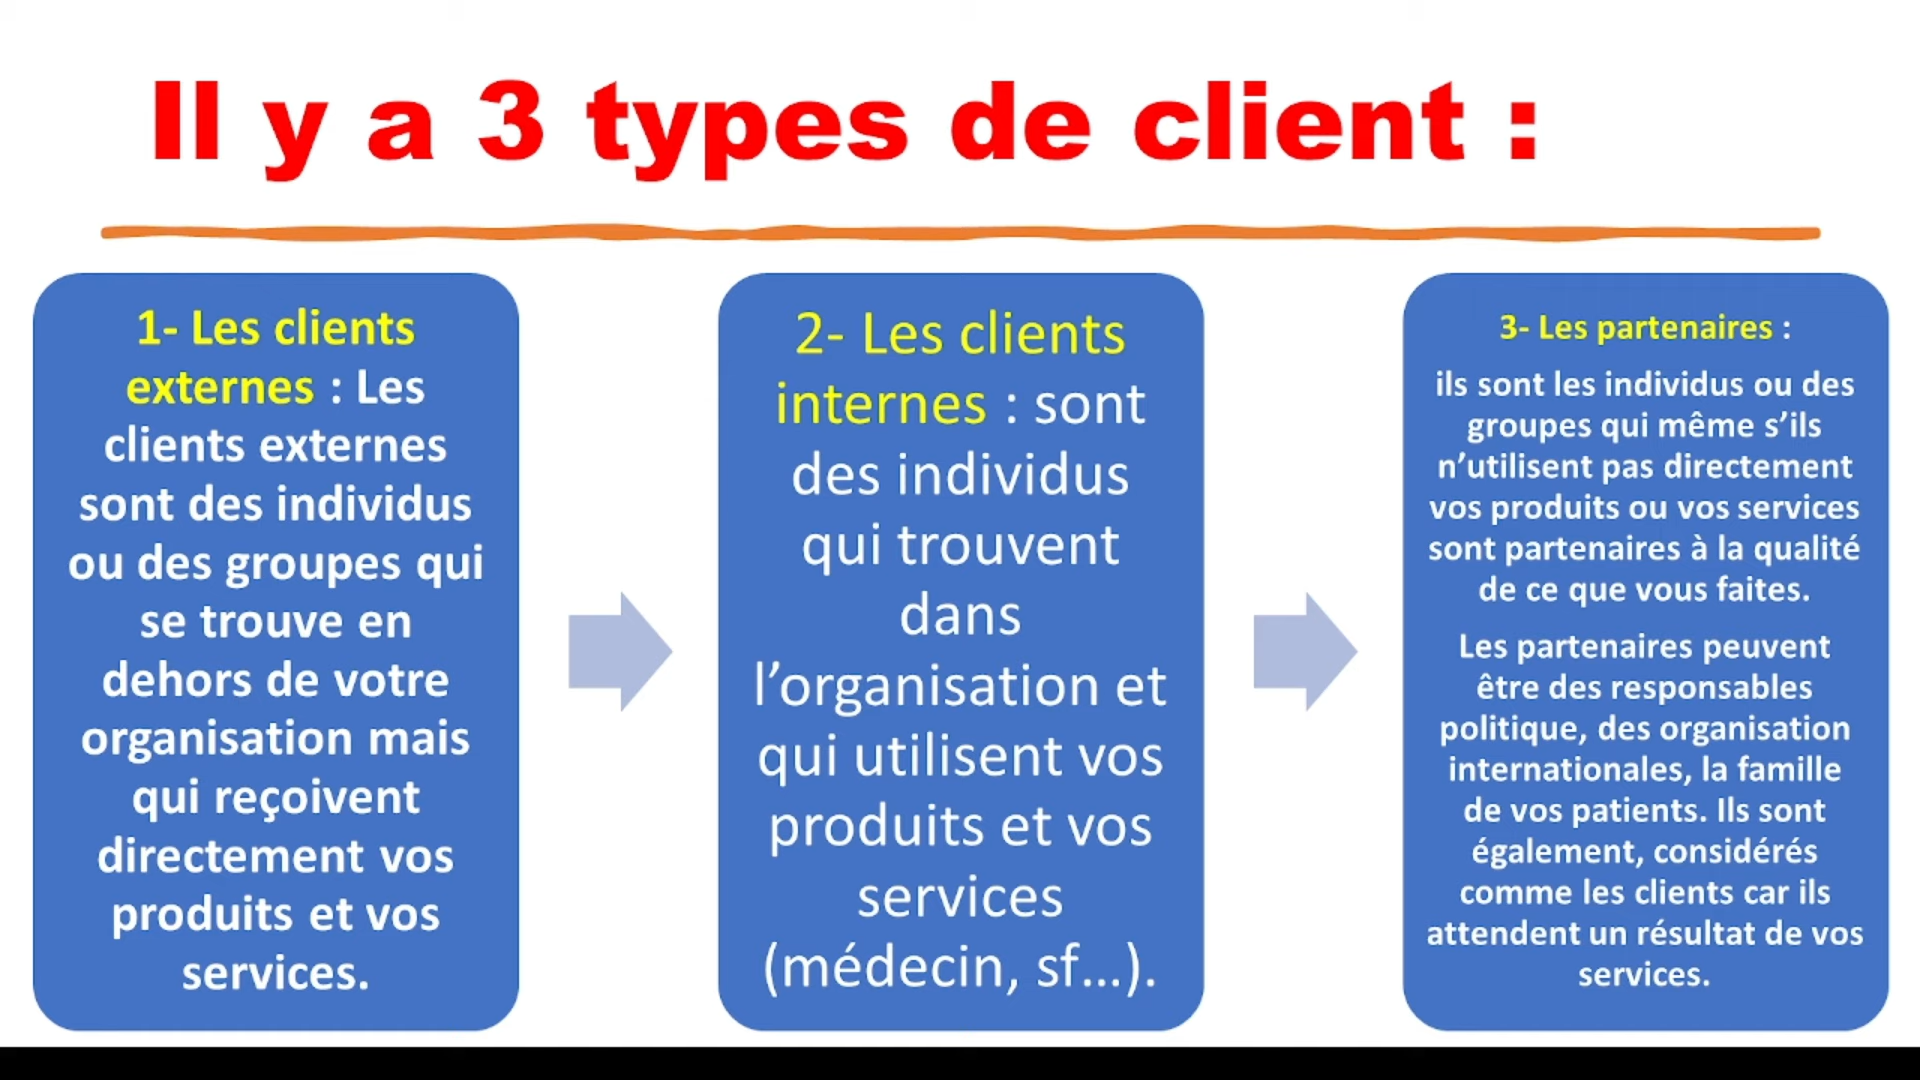 Il y a 3 types de client :
1- Les clients
externes : Les
clients externes
sont des individus
ou des groupes qui
se trouve en
dehors de votre
organisation mais
qui reçoivent
directement vos
produits et vos
services.
2- Les clients
internes : sont
des individus
qui trouvent
dans
l’organisation et
qui utilisent vos
produits et vos
services
(médecin, sf…).
3- Les partenaires :
ils sont les individus ou des
groupes qui même s’ils
n’utilisent pas directement
vos produits ou vos services
sont partenaires à la qualité
de ce que vous faites.
Les partenaires peuvent
être des responsables
politique, des organisation
internationales, la famille
de vos patients. Ils sont
également, considérés
comme les clients car ils
attendent un résultat de vos
services.